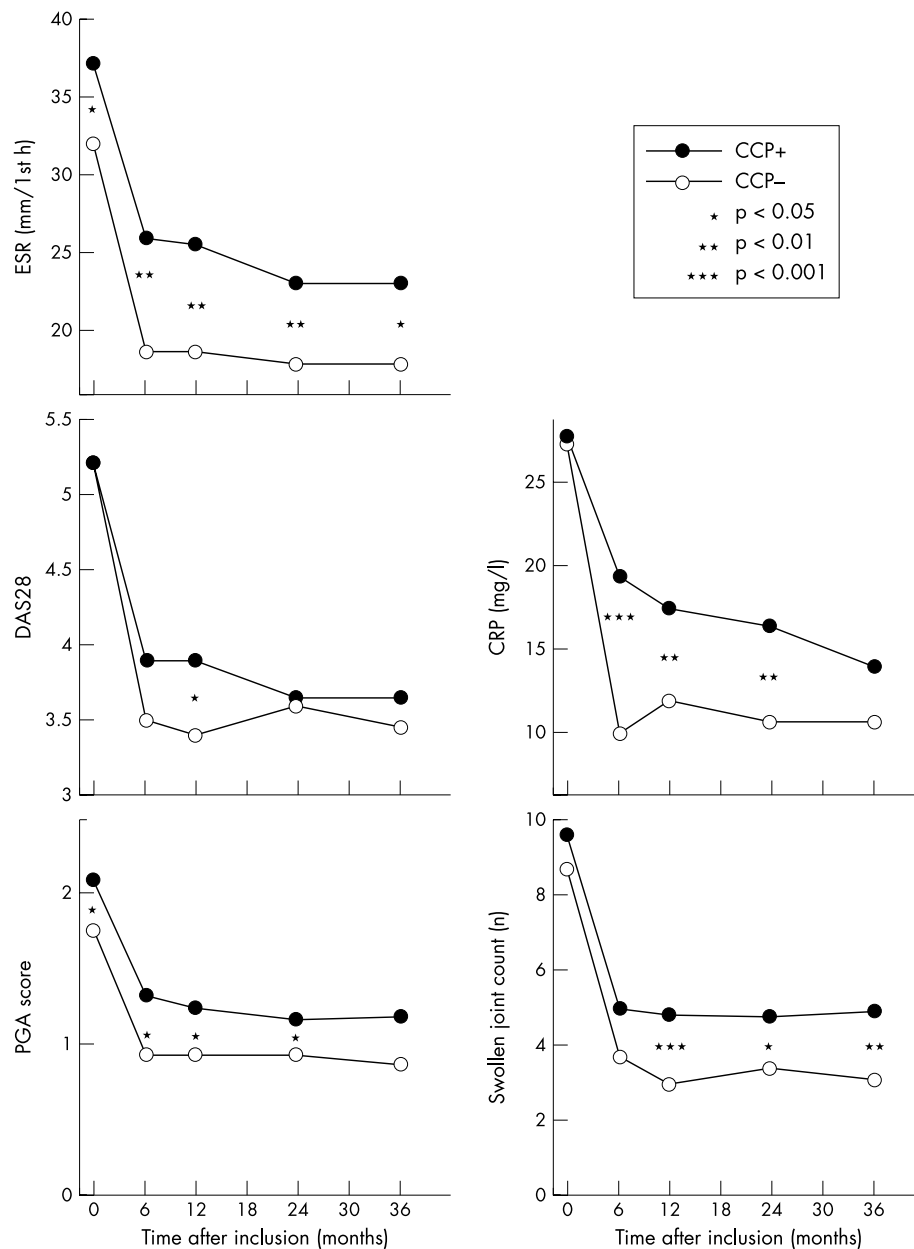 40
35
30
25
20
ESR (mm/1st h)
CCP+
CCP–
★ p < 0.05
★★ p < 0.01
★★★ p < 0.001
★
★★
★★
★★
★
5.5
5
4.5
4
3.5
3
DAS28
★
25
20
15
10
CRP (mg/l)
★★★
★★
★★
2
1
0
PGA score
★
★
★
★
0 6 12 18 24 30 36
Time after inclusion (months)
10
8
6
4
2
0
Swollen joint count (n)
★★★
★
★★
0 6 12 18 24 30 36
Time after inclusion (months)